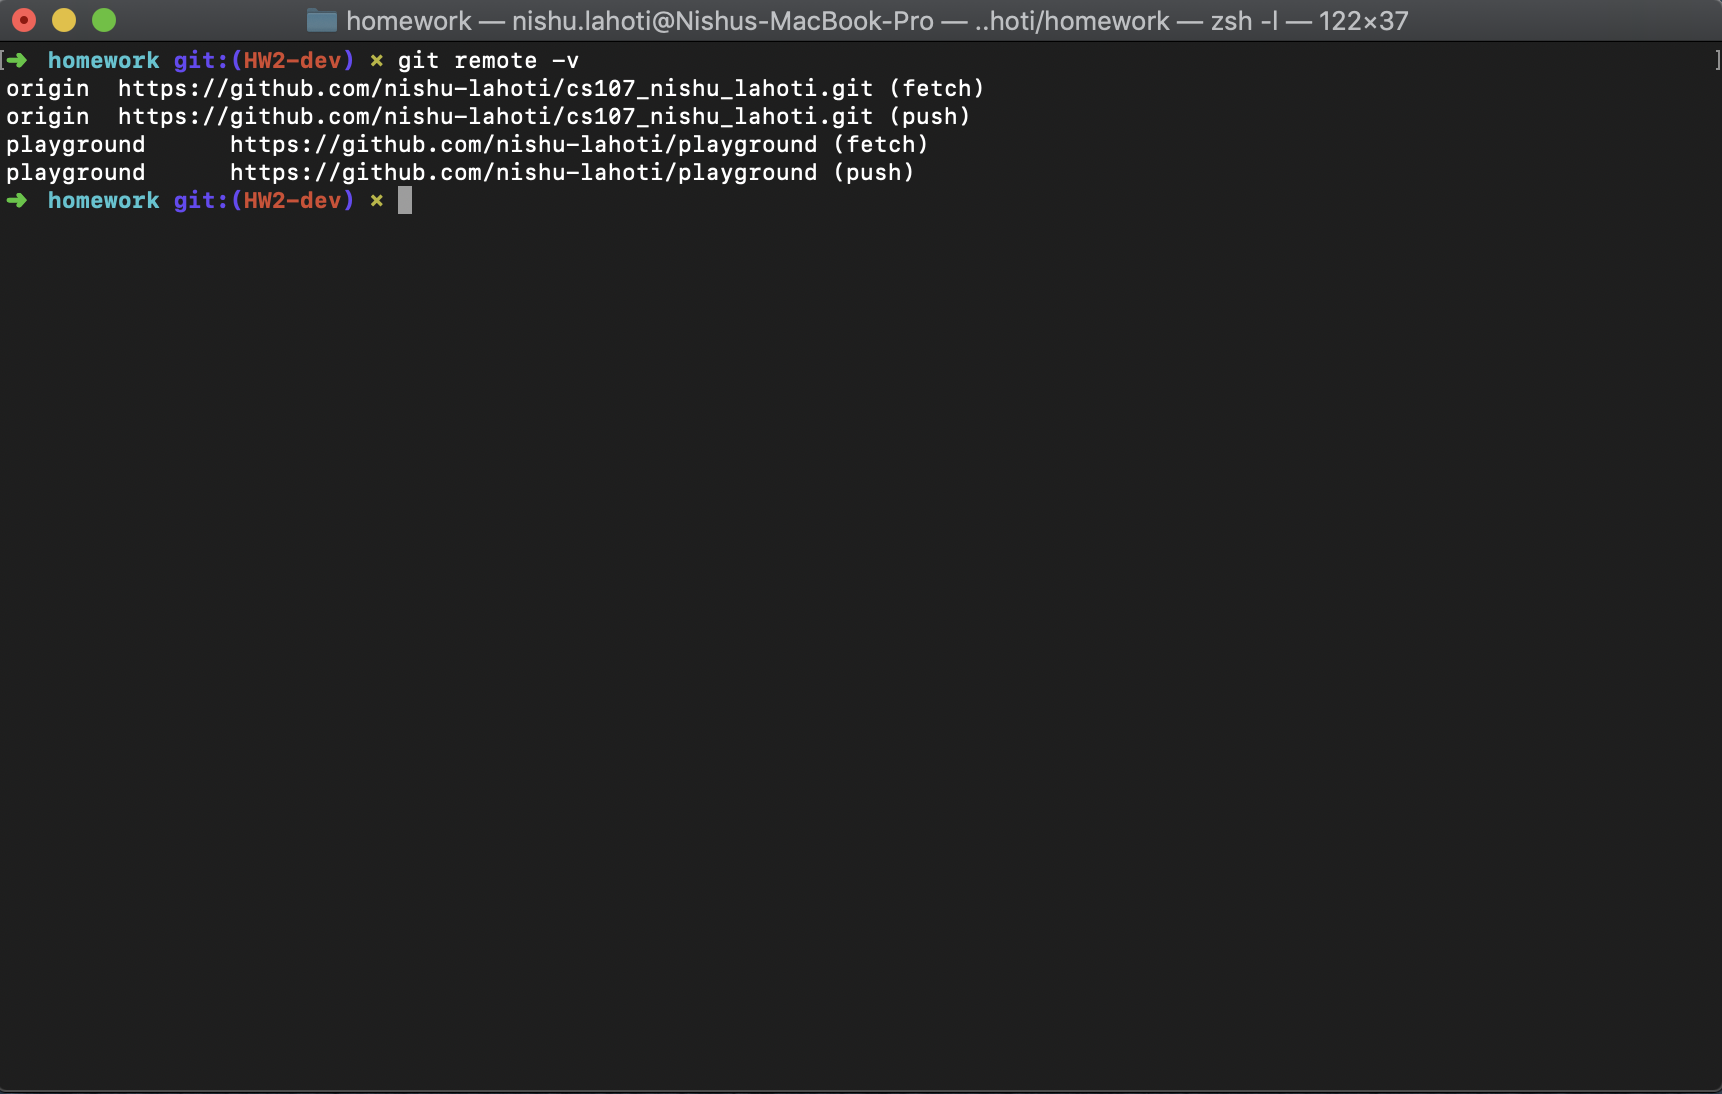 homework — nishu.lahoti@Nishus-MacBook-Pro — ..hoti/homework — zsh -l — 122×37
[➜  homework git:(HW2-dev) ✗ git remote -v ]
origin  https://github.com/nishu-lahoti/cs107_nishu_lahoti.git (fetch)
origin  https://github.com/nishu-lahoti/cs107_nishu_lahoti.git (push)
playground      https://github.com/nishu-lahoti/playground (fetch)
playground      https://github.com/nishu-lahoti/playground (push)
➜  homework git:(HW2-dev) ✗